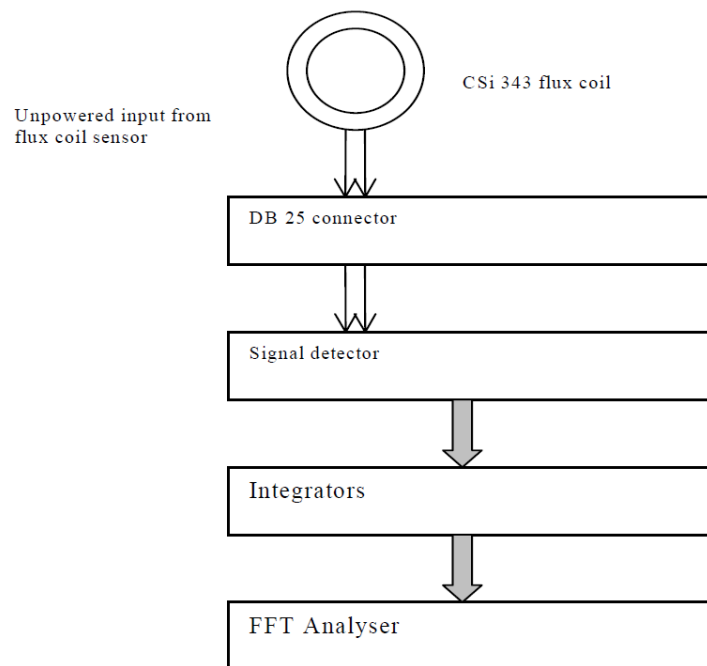 CSi 343 flux coil
Unpowered input from
flux coil sensor
DB 25 connector
Signal detector
Integrators
FFT Analyser